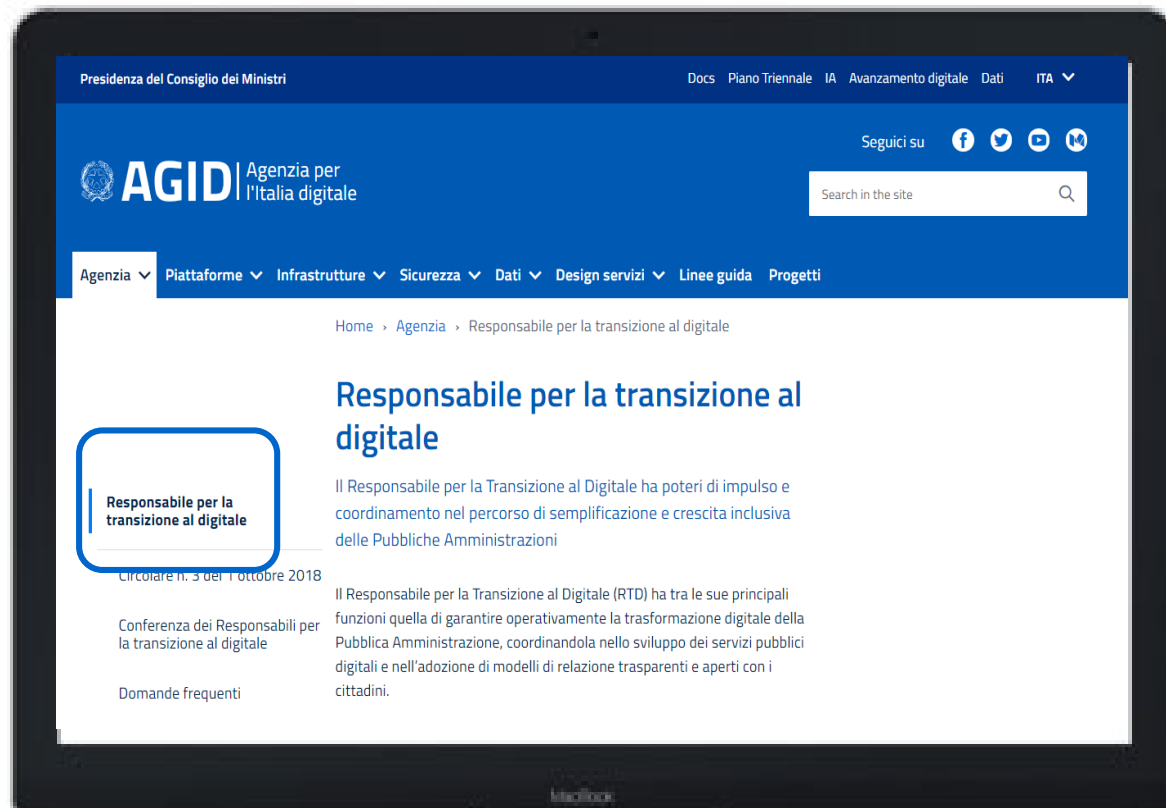 Presidenza del Consiglio dei Ministri
Docs Piano Triennale IA Avanzamento digitale Dati ITA
Seguici su
AGID Agenzia per
l'Italia digitale
Search in the site
Agenzia Piattaforme Infrastrutture Sicurezza Dati Design servizi Linee guida Progetti
Home › Agenzia › Responsabile per la transizione al digitale
Responsabile per la transizione al
digitale
Il Responsabile per la Transizione al Digitale ha poteri di impulso e
coordinamento nel percorso di semplificazione e crescita inclusiva
delle Pubbliche Amministrazioni
Il Responsabile per la Transizione al Digitale (RTD) ha tra le sue principali
funzioni quella di garantire operativamente la trasformazione digitale della
Pubblica Amministrazione, coordinandola nello sviluppo dei servizi pubblici
digitali e nell'adozione di modelli di relazione trasparenti e aperti con i
cittadini.
Responsabile per la
transizione al digitale
Circolare n. 3 del 1 ottobre 2018
Conferenza dei Responsabili per
la transizione al digitale
Domande frequenti
MacBook